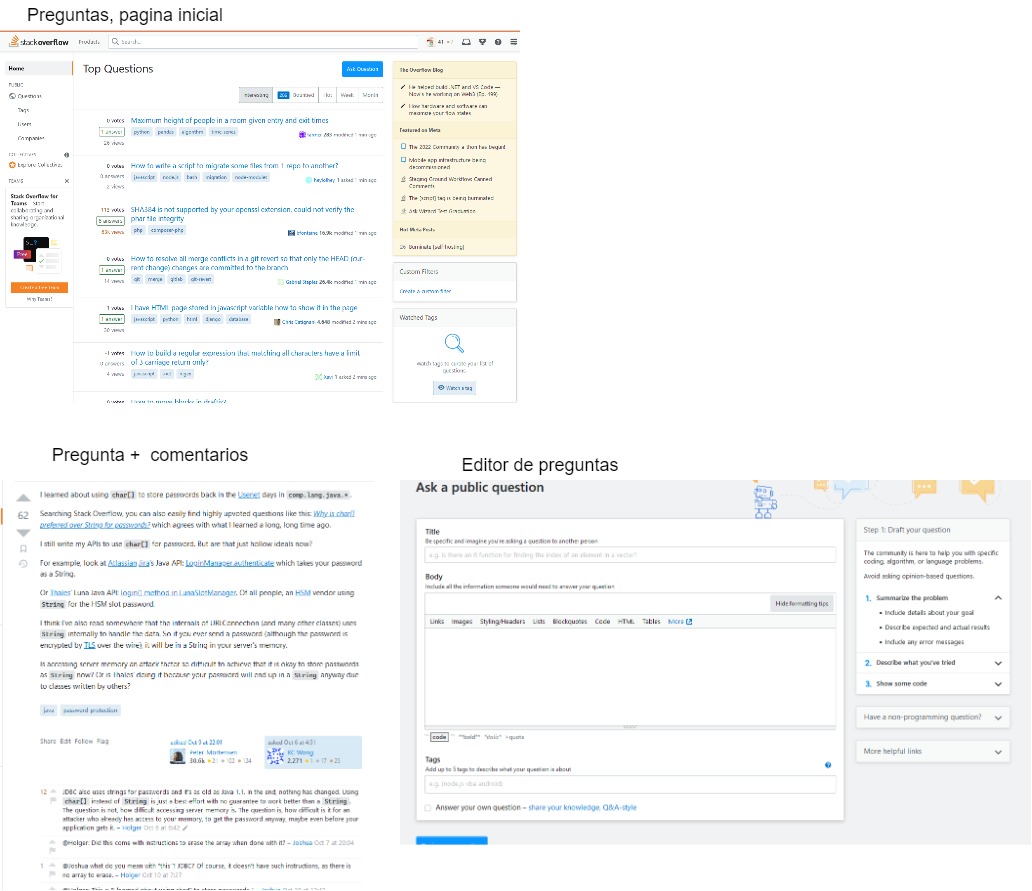 Preguntas, pagina inicial
stackoverflow
Products
Search...
41
Home
PUBLIC
Questions
Tags
Users
Companies
COLLECTIVES
Explore Collectives
TEAMS
Stack Overflow for
Teams – Start
collaborating and
sharing organizational
knowledge.
Free
Create a free Team
Why Teams?
Top Questions
Ask Question
Interesting
Bountied
Hot
Week
Month
0 votes
1 answer
26 views
Maximum height of people in a room given entry and exit times
python pandas algorithm time-series
modified 1 min ago
0 votes
0 answers
2 views
How to write a script to migrate some files from 1 repo to another?
javascript node.js bash migration node-modules
asked 1 min ago
votes
answers
views
SHA384 is not supported by your openssl extension, could not verify the
phar file integrity
php composer-php
16.9k modified 1 min ago
0 votes
1 answer
14 views
How to resolve all merge conflicts in a git revert so that only the HEAD (cur-
rent change) changes are committed to the branch
git merge gitlab git-revert
Gabriel Staples 26.4k modified 1 min ago
votes
1 answer
30 views
I have HTML page stored in javascript variable how to show it in the page
javascript python html django database
modified 2 mins ago
-1 votes
0 answers
4 views
How to build a regular expression that matching all characters have a limit
of 3 carriage return only?
javascript regex
Xavi 1 asked 2 mins ago
0 votes
The Overflow Blog
He helped build .NET and VS Code —
Now he working on Web3 (Ep. 499)
How hardware and software can
maximize your flow states
Featured on Meta
The 2022 Community-a-thon has begun!
Mobile app infrastructure being
decommissioned
Staging Ground Workflow: Canned
Comments
The [script] tag is being burninated
Ask Wizard Test Graduation
Hot Meta Posts
26 Burninate [self-hosting]
Custom Filters
Create a custom filter
Watched Tags
Watch tags to curate your list of
questions.
Watch a tag
Pregunta + comentarios
62
I learned about using char[] to store passwords back in the Usenet days in comp.lang.java.*.
Searching Stack Overflow, you can also easily find highly upvoted questions like this: Why is char[]
preferred over String for passwords? which agrees with what I learned a long, long time ago.
I still write my APIs to use char[] for password. But are that just hollow ideals now?
For example, look at Atlassian Jira's Java API: LoginManager.authenticate which takes your password
as a String.
Or Thales' Luna Java API: login() method in LunaSlotManager. Of all people, an HSM vendor using
String for the HSM slot password.
I think I've also read somewhere that the internals of URLConnection (and many other classes) uses
String internally to handle the data. So if you ever send a password (although the password is
encrypted by TLS over the wire), it will be in a String in your server's memory.
Is accessing server memory an attack factor so difficult to achieve that it is okay to store passwords
as String now? Or is Thales' doing it because your password will end up in a String anyway due
to classes written by others?
java password-protection
Share Edit Follow Flag
Peter Mortensen
30.6k 21 102 124
asked Oct 6 at 4:31
KC Wong
2,271 1 17 23
12
JDBC also uses strings for passwords and it's as old as Java 1.1. In the end, nothing has changed. Using
char[] instead of String is just a best effort with no guarantee to work better than a String.
The question is not, how difficult accessing server memory is. The question is, how difficult is it for an
attacker who already has access to your memory, to get the password anyway, maybe even before your
application gets it. – Holger Oct 6 at 6:42
@Holger: Did this come with instructions to erase the array when done with it? – Joshua Oct 7 at 22:04
1
@Joshua what do you mean with "this"? JDBC? Of course, it doesn't have such instructions, as there is
no array to erase. – Holger Oct 10 at 7:27
Editor de preguntas
Ask a public question
Title
Be specific and imagine you're asking a question to another person
e.g. Is there an R function for finding the index of an element in a vector?
Body
Include all the information someone would need to answer your question
Hide formatting tips
Links Images Styling/Headers Lists Blockquotes Code HTML Tables More
code **bold** *italic* >quote
Tags
Add up to 5 tags to describe what your question is about
Answer your own question – share your knowledge, Q&A-style
Step 1: Draft your question
The community is here to help you with specific
coding, algorithm, or language problems.
Avoid asking opinion-based questions.
1. Summarize the problem
Include details about your goal
Describe expected and actual results
Include any error messages
2. Describe what you've tried
3. Show some code
Have a non-programming question?
More helpful links